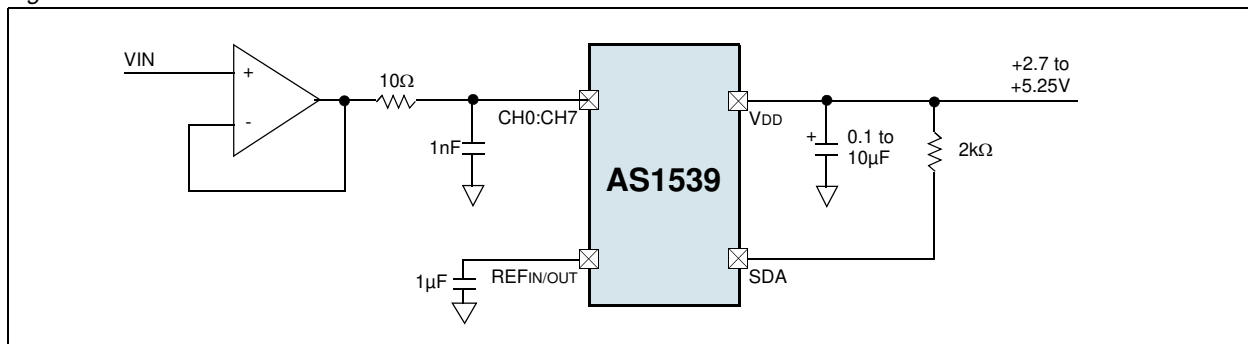 VIN
+
-
10Ω
1nF
CH0:CH7
AS1539
VDD
+2.7 to
+5.25V
+
0.1 to
10µF
2kΩ
1µF
REFIN/OUT
SDA